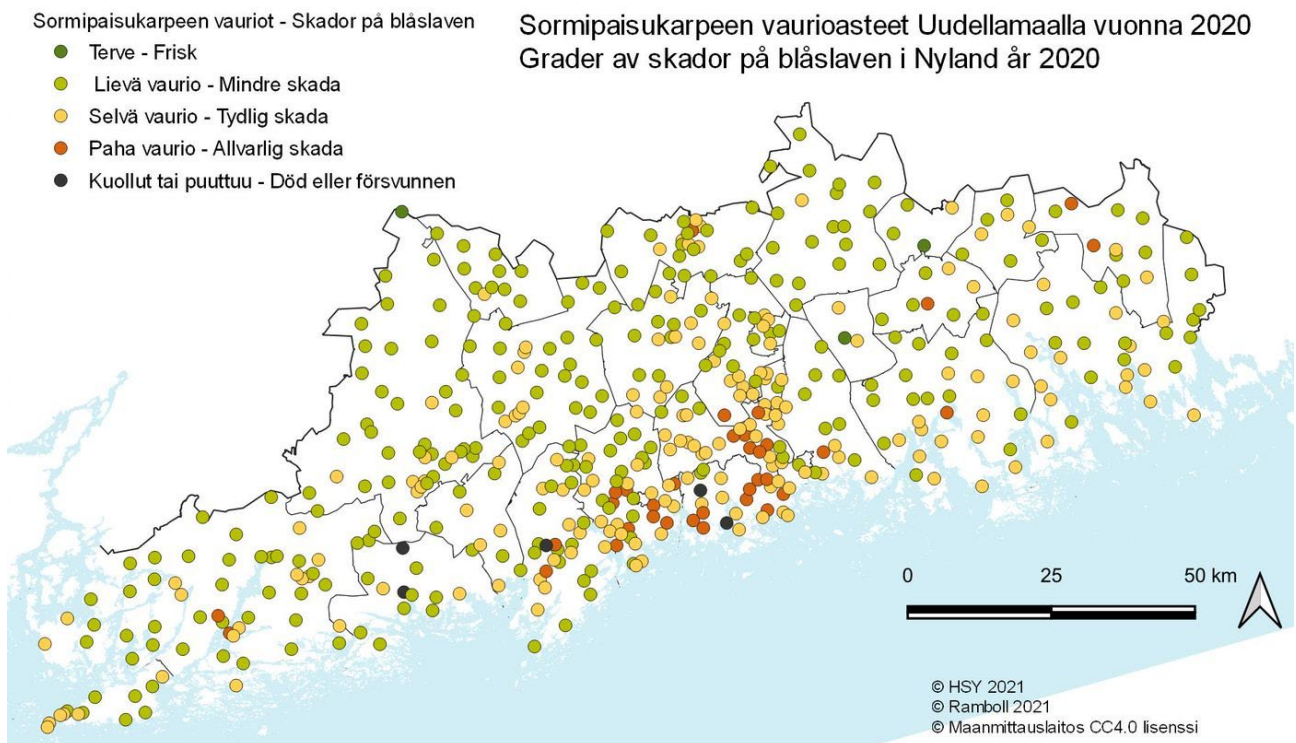 Sormipaisukarpeen vauriot - Skador på blåslaven
Terve - Frisk
Lievä vaurio - Mindre skada
Selvä vaurio - Tydlig skada
Paha vaurio - Allvarlig skada
Kuollut tai puuttuu - Död eller försvunnen
Sormipaisukarpeen vaurioasteet Uudellamaalla vuonna 2020
Grader av skador på blåslaven i Nyland år 2020
0 25 50 km
© HSY 2021
© Ramboll 2021
© Maanmittauslaitos CC4.0 lisenssi